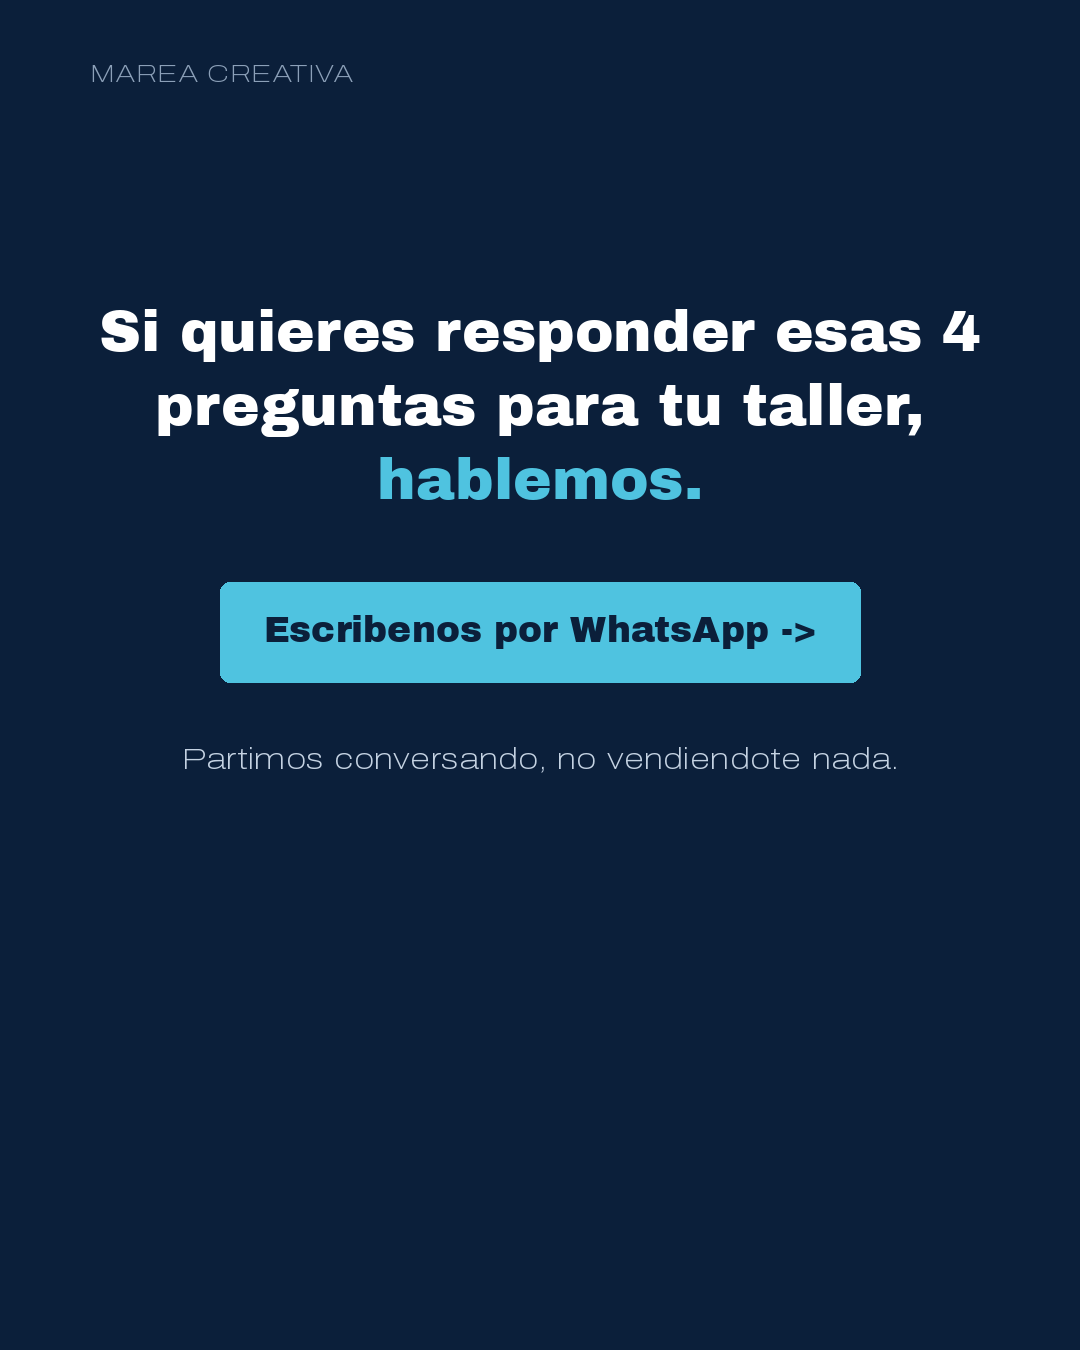 MAREA CREATIVA
Si quieres responder esas 4
preguntas para tu taller,
hablemos.
Escribenos por WhatsApp ->
Partimos conversando, no vendiendote nada.